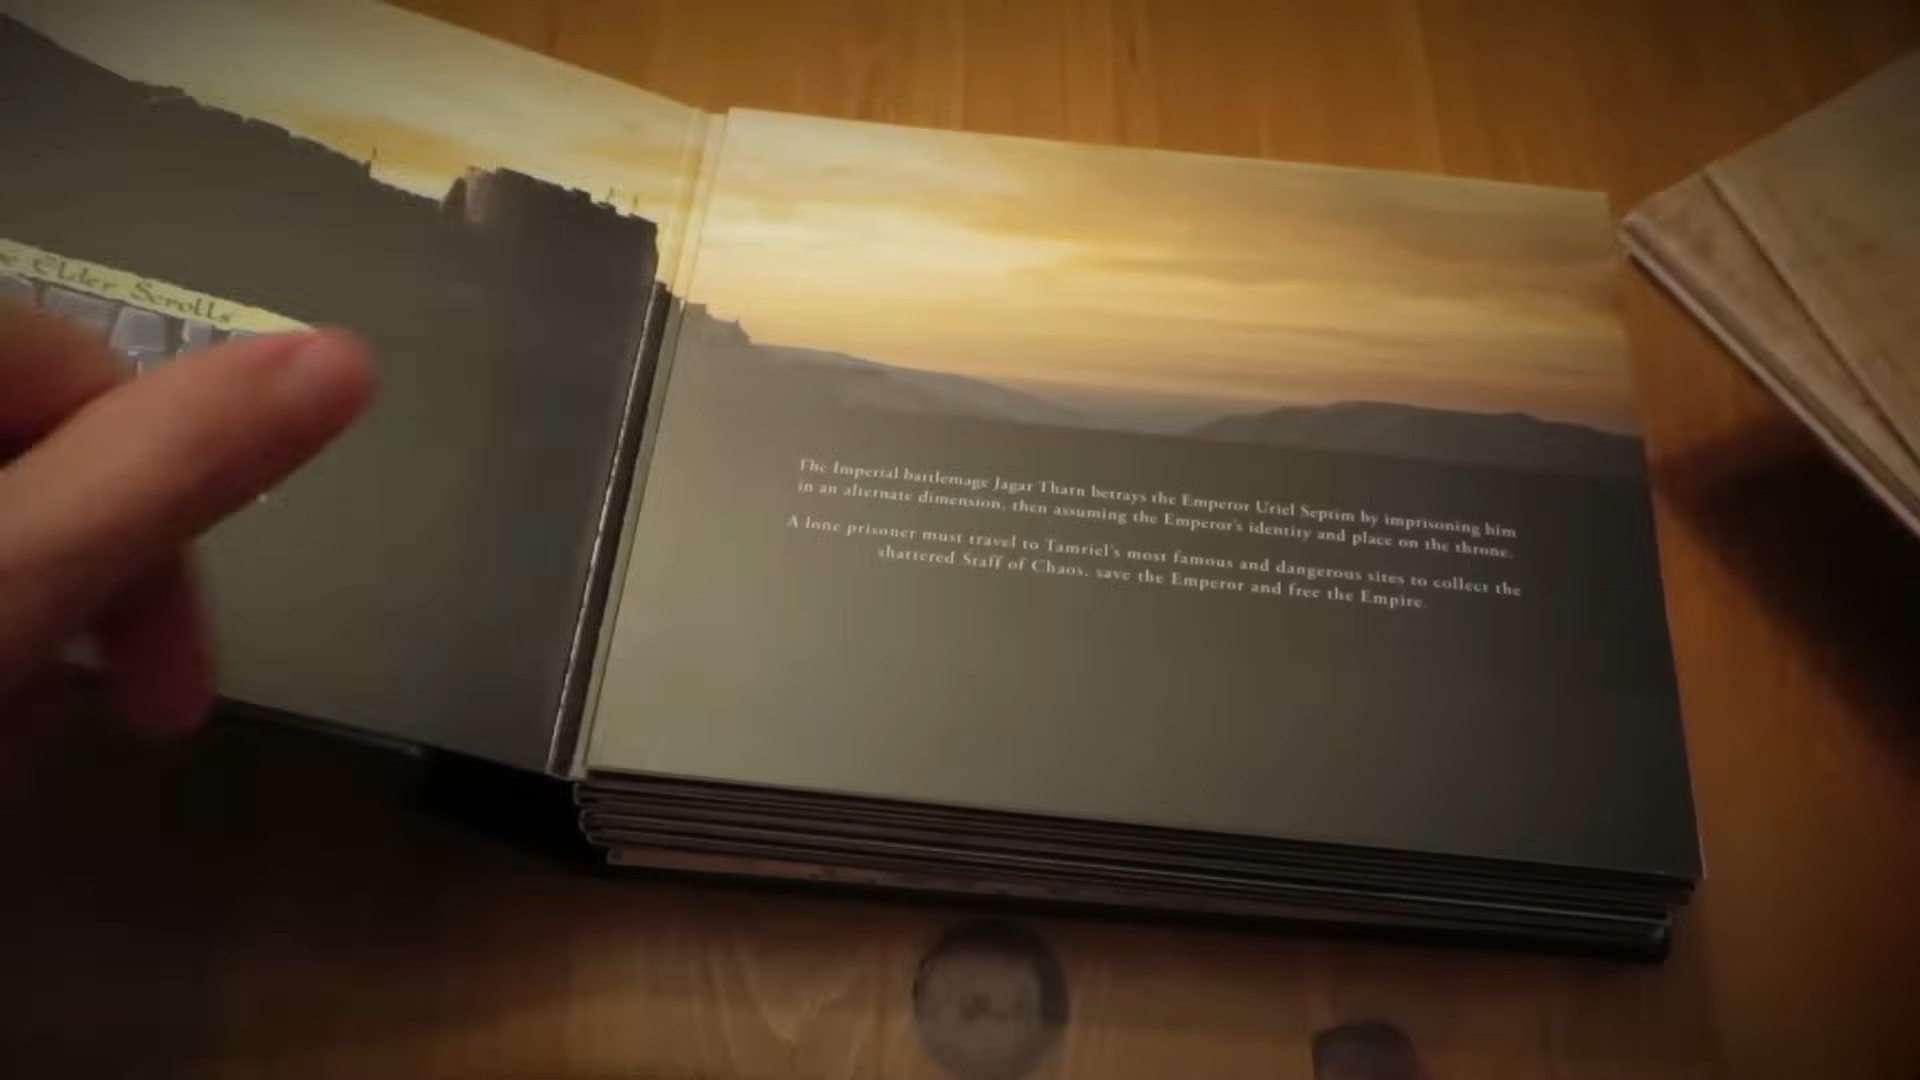 Elder Scrolls
The Imperial battlemage Jagar Tharn betrays the Emperor Uriel Septim by imprisoning him
in an alternate dimension, then assuming the Emperor's identity and place on the throne.
A lone prisoner must travel to Tamriel's most famous and dangerous sites to collect the
shattered Staff of Chaos, save the Emperor and free the Empire.